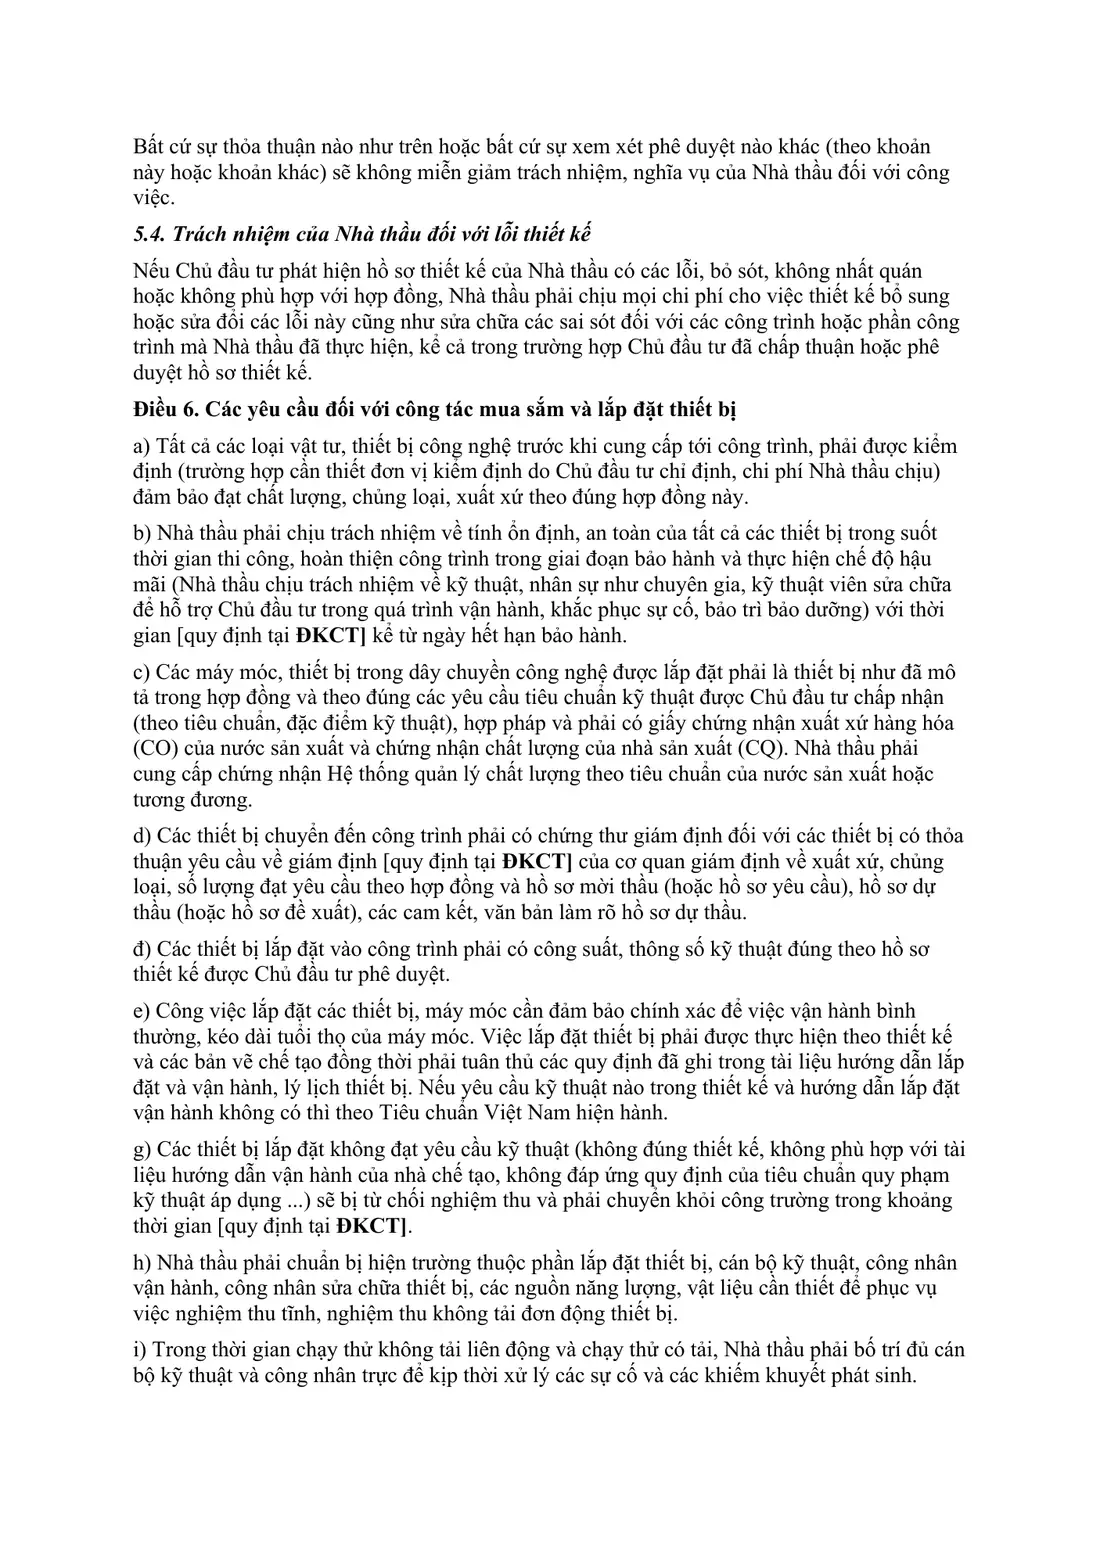 Bất cứ sự thỏa thuận nào như trên hoặc bất cứ sự xem xét phê duyệt nào khác (theo khoản
này hoặc khoản khác) sẽ không miễn giảm trách nhiệm, nghĩa vụ của Nhà thầu đối với công
việc.
5.4. Trách nhiệm của Nhà thầu đối với lỗi thiết kế
Nếu Chủ đầu tư phát hiện hồ sơ thiết kế của Nhà thầu có các lỗi, bỏ sót, không nhất quán
hoặc không phù hợp với hợp đồng, Nhà thầu phải chịu mọi chi phí cho việc thiết kế bổ sung
hoặc sửa đổi các lỗi này cũng như sửa chữa các sai sót đối với các công trình hoặc phần công
trình mà Nhà thầu đã thực hiện, kể cả trong trường hợp Chủ đầu tư đã chấp thuận hoặc phê
duyệt hồ sơ thiết kế.
Điều 6. Các yêu cầu đối với công tác mua sắm và lắp đặt thiết bị
a) Tất cả các loại vật tư, thiết bị công nghệ trước khi cung cấp tới công trình, phải được kiểm
định (trường hợp cần thiết đơn vị kiểm định do Chủ đầu tư chỉ định, chi phí Nhà thầu chịu)
đảm bảo đạt chất lượng, chủng loại, xuất xứ theo đúng hợp đồng này.
b) Nhà thầu phải chịu trách nhiệm về tính ổn định, an toàn của tất cả các thiết bị trong suốt
thời gian thi công, hoàn thiện công trình trong giai đoạn bảo hành và thực hiện chế độ hậu
mãi (Nhà thầu chịu trách nhiệm về kỹ thuật, nhân sự như chuyên gia, kỹ thuật viên sửa chữa
để hỗ trợ Chủ đầu tư trong quá trình vận hành, khắc phục sự cố, bảo trì bảo dưỡng) với thời
gian [quy định tại ĐKCT] kể từ ngày hết hạn bảo hành.
c) Các máy móc, thiết bị trong dây chuyền công nghệ được lắp đặt phải là thiết bị như đã mô
tả trong hợp đồng và theo đúng các yêu cầu tiêu chuẩn kỹ thuật được Chủ đầu tư chấp nhận
(theo tiêu chuẩn, đặc điểm kỹ thuật), hợp pháp và phải có giấy chứng nhận xuất xứ hàng hóa
(CO) của nước sản xuất và chứng nhận chất lượng của nhà sản xuất (CQ). Nhà thầu phải
cung cấp chứng nhận Hệ thống quản lý chất lượng theo tiêu chuẩn của nước sản xuất hoặc
tương đương.
d) Các thiết bị chuyển đến công trình phải có chứng thư giám định đối với các thiết bị có thỏa
thuận yêu cầu về giám định [quy định tại ĐKCT] của cơ quan giám định về xuất xứ, chủng
loại, số lượng đạt yêu cầu theo hợp đồng và hồ sơ mời thầu (hoặc hồ sơ yêu cầu), hồ sơ dự
thầu (hoặc hồ sơ đề xuất), các cam kết, văn bản làm rõ hồ sơ dự thầu.
đ) Các thiết bị lắp đặt vào công trình phải có công suất, thông số kỹ thuật đúng theo hồ sơ
thiết kế được Chủ đầu tư phê duyệt.
e) Công việc lắp đặt các thiết bị, máy móc cần đảm bảo chính xác để việc vận hành bình
thường, kéo dài tuổi thọ của máy móc. Việc lắp đặt thiết bị phải được thực hiện theo thiết kế
và các bản vẽ chế tạo đồng thời phải tuân thủ các quy định đã ghi trong tài liệu hướng dẫn lắp
đặt và vận hành, lý lịch thiết bị. Nếu yêu cầu kỹ thuật nào trong thiết kế và hướng dẫn lắp đặt
vận hành không có thì theo Tiêu chuẩn Việt Nam hiện hành.
g) Các thiết bị lắp đặt không đạt yêu cầu kỹ thuật (không đúng thiết kế, không phù hợp với tài
liệu hướng dẫn vận hành của nhà chế tạo, không đáp ứng quy định của tiêu chuẩn quy phạm
kỹ thuật áp dụng ...) sẽ bị từ chối nghiệm thu và phải chuyển khỏi công trường trong khoảng
thời gian [quy định tại ĐKCT].
h) Nhà thầu phải chuẩn bị hiện trường thuộc phần lắp đặt thiết bị, cán bộ kỹ thuật, công nhân
vận hành, công nhân sửa chữa thiết bị, các nguồn năng lượng, vật liệu cần thiết để phục vụ
việc nghiệm thu tĩnh, nghiệm thu không tải đơn động thiết bị.
i) Trong thời gian chạy thử không tải liên động và chạy thử có tải, Nhà thầu phải bố trí đủ cán
bộ kỹ thuật và công nhân trực để kịp thời xử lý các sự cố và các khiếm khuyết phát sinh.